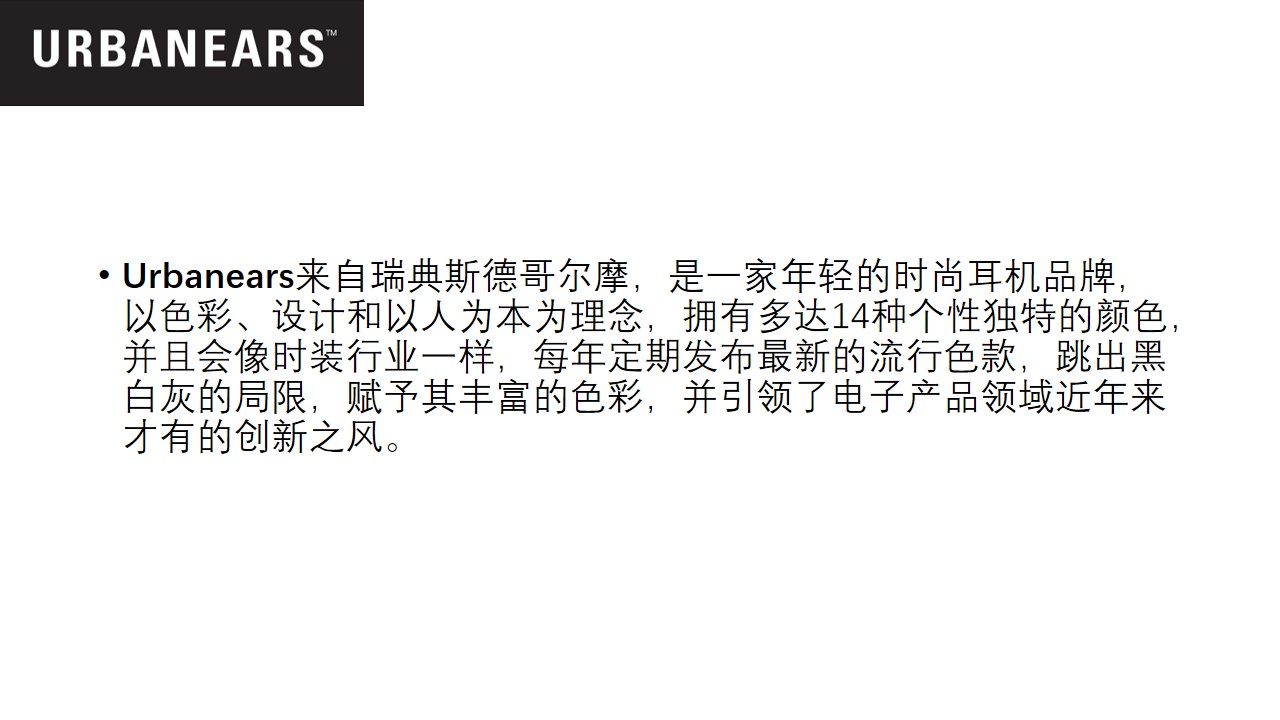 URBANEARS™
• Urbanears来自瑞典斯德哥尔摩，是一家年轻的时尚耳机品牌，
以色彩、设计和以人为本为理念，拥有多达14种个性独特的颜色，
并且会像时装行业一样，每年定期发布最新的流行色款，跳出黑
白灰的局限，赋予其丰富的色彩，并引领了电子产品领域近年来
才有的创新之风。